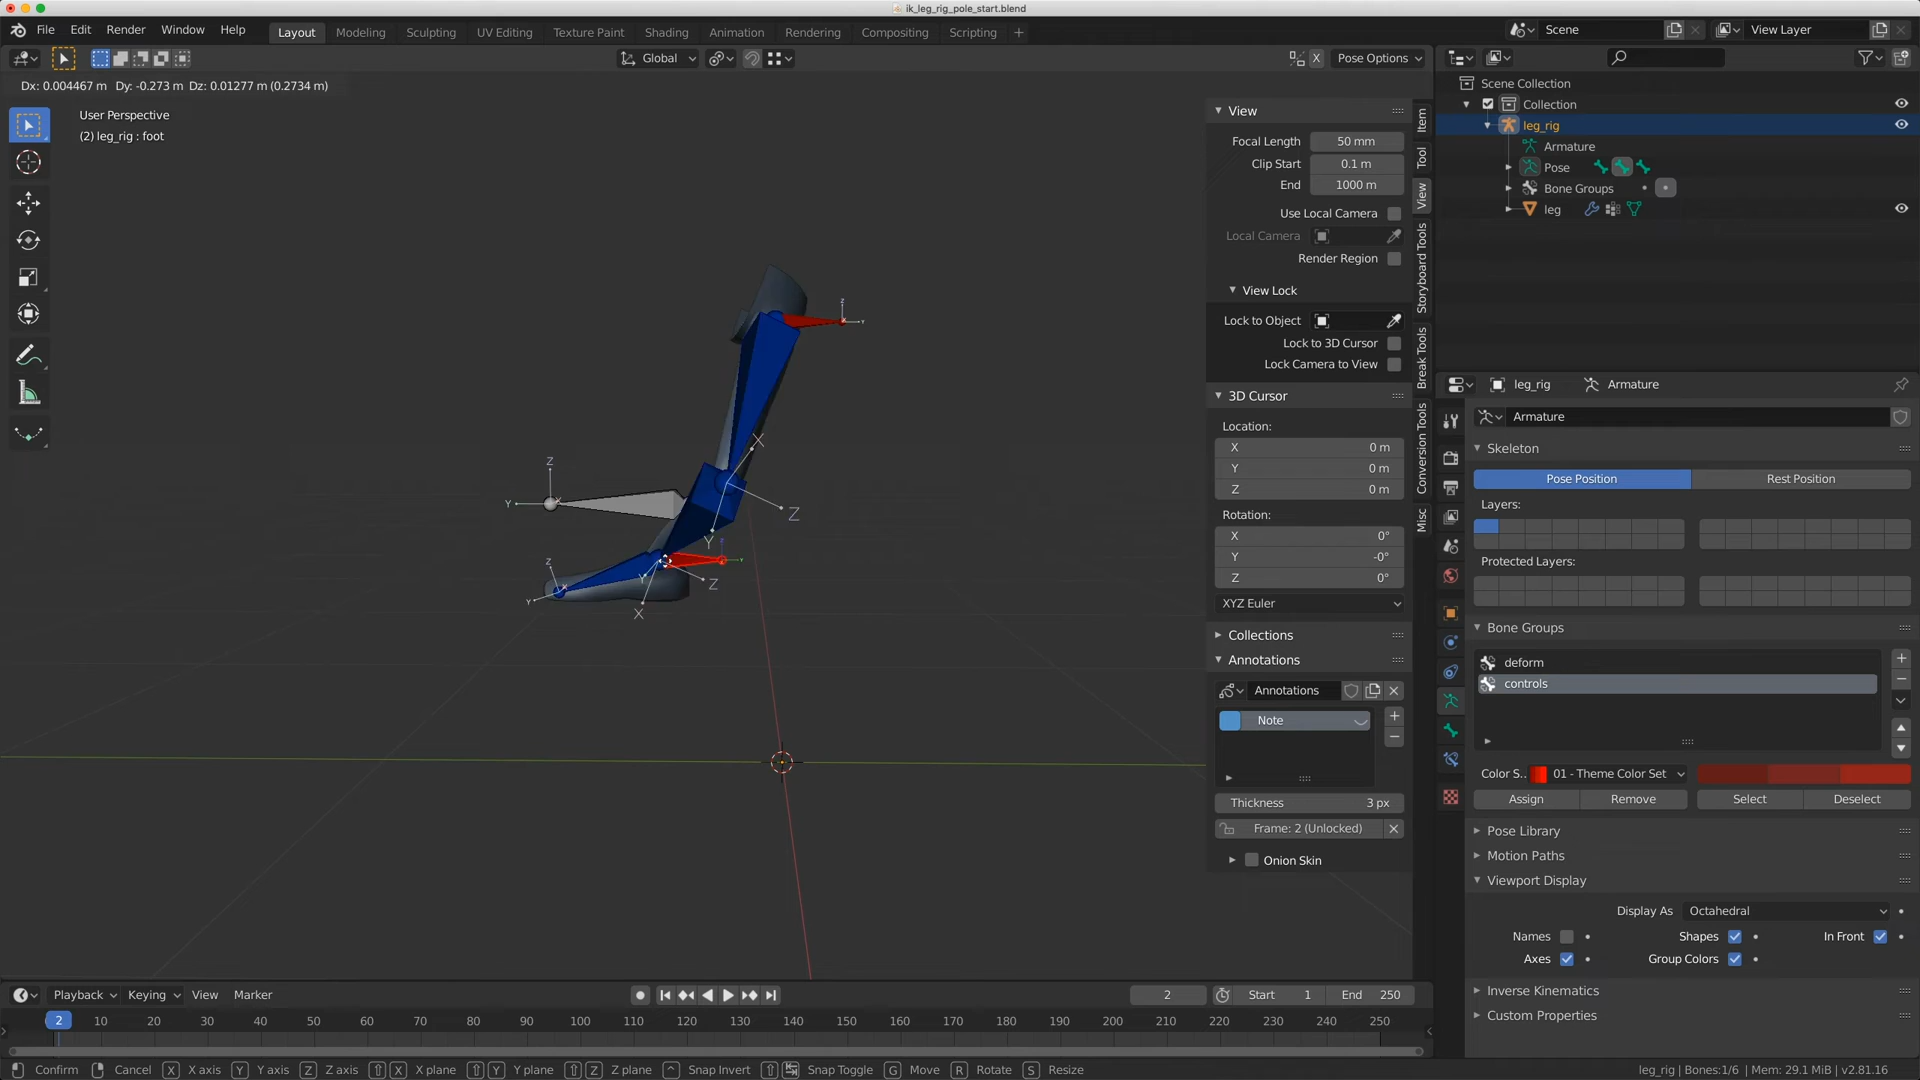 ik_leg_rig_pole_start.blend
File Edit Render Window Help Layout Modeling Sculpting UV Editing Texture Paint Shading Animation Rendering Compositing Scripting + Scene View Layer
Global X Pose Options
Dx: 0.004467 m Dy: -0.273 m Dz: 0.01277 m (0.2734 m)
User Perspective
(2) leg_rig : foot
View
Focal Length 50 mm
Clip Start 0.1 m
End 1000 m
Use Local Camera
Local Camera
Render Region
View Lock
Lock to Object
Lock to 3D Cursor
Lock Camera to View
3D Cursor
Location:
X 0 m
Y 0 m
Z 0 m
Rotation:
X 0°
Y -0°
Z 0°
XYZ Euler
Collections
Annotations
Annotations
Note
Thickness 3 px
Frame: 2 (Unlocked)
Onion Skin
Item
Tool
View
Storyboard Tools
Break Tools
Conversion Tools
Misc
Z
Y
X
Z
Y
Z
Y
Z
X
Z
Y
Scene Collection
Collection
leg_rig
Armature
Pose
Bone Groups
leg
leg_rig Armature
Armature
Skeleton
Pose Position Rest Position
Layers:
Protected Layers:
Bone Groups
deform
controls
Color S.. 01 - Theme Color Set
Assign Remove Select Deselect
Pose Library
Motion Paths
Viewport Display
Display As Octahedral
Names Shapes In Front
Axes Group Colors
Inverse Kinematics
Custom Properties
Playback Keying View Marker 2 Start 1 End 250
2 10 20 30 40 50 60 70 80 90 100 110 120 130 140 150 160 170 180 190 200 210 220 230 240 250
Confirm Cancel X X axis Y Y axis Z Z axis X X plane Y Y plane Z Z plane Snap Invert Snap Toggle G Move R Rotate S Resize leg_rig | Bones:1/6 | Mem: 29.1 MiB | v2.81.16